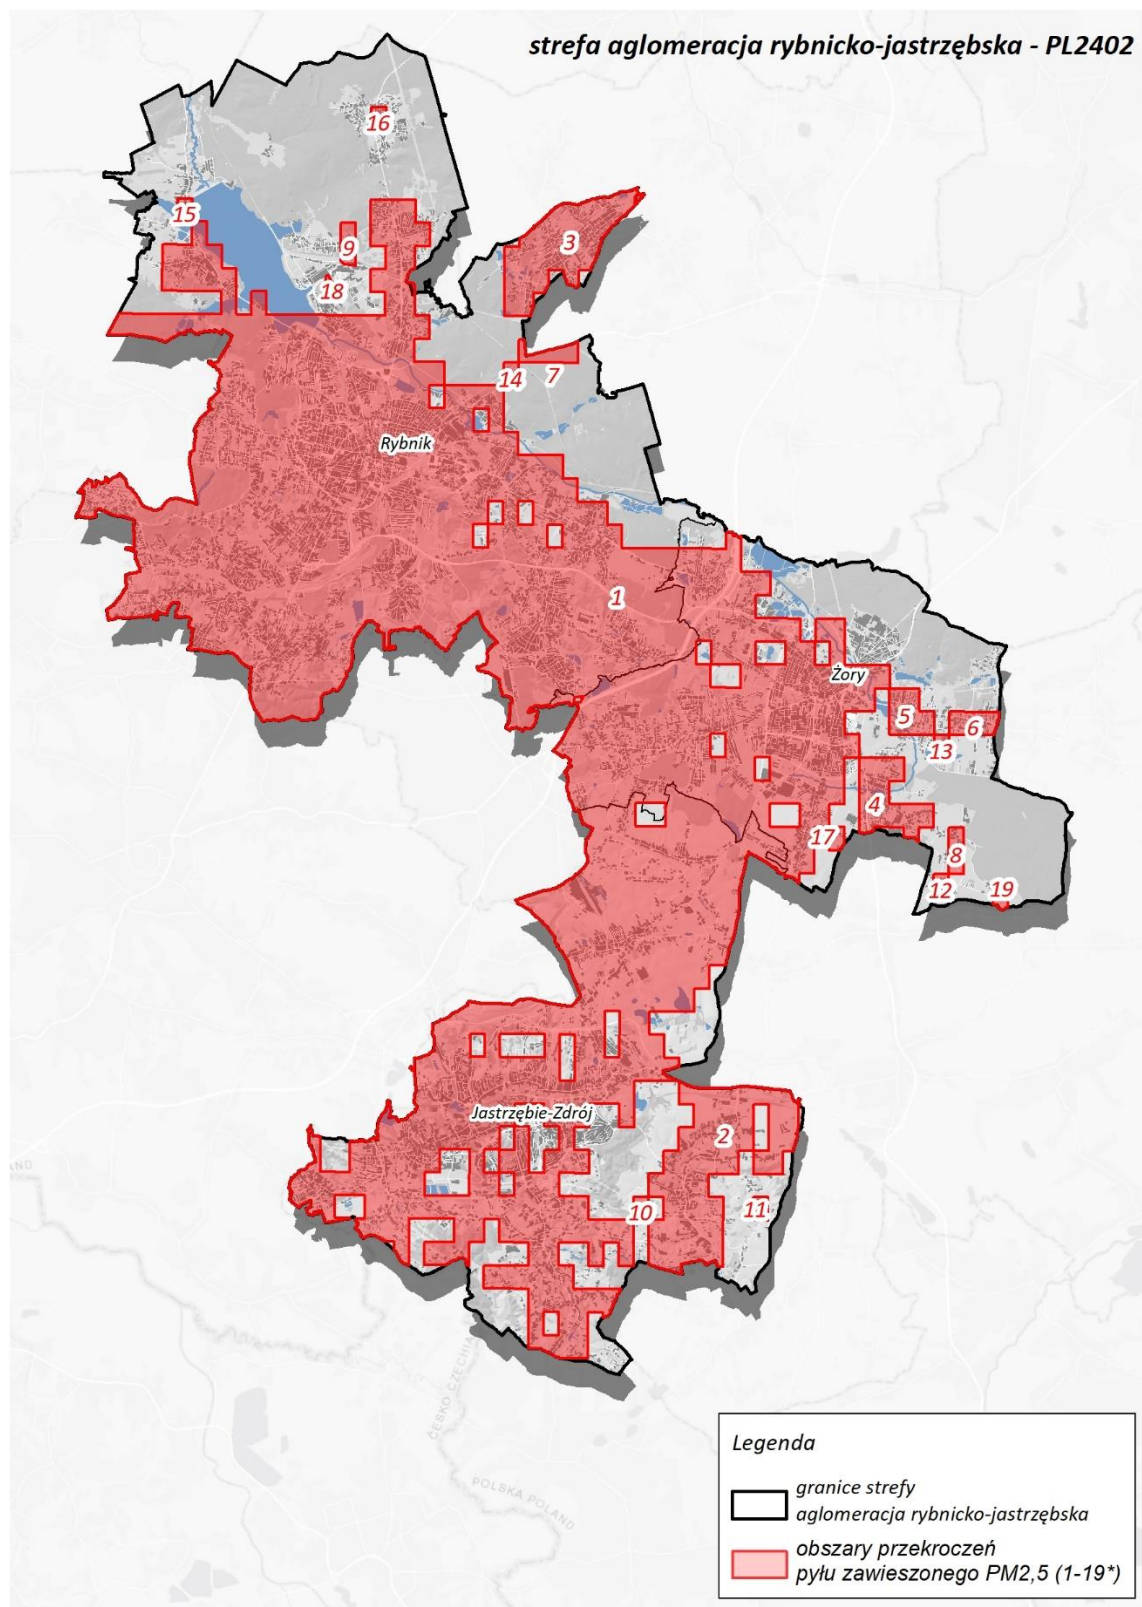 strefa aglomeracja rybnicko-jastrzębska - PL2402
16
15
3
9
18
14
7
Rybnik
1
Żory
5
6
13
4
17
8
12
19
Jastrzębie-Zdrój
2
10
11
ČESKO CZECHIA
POLSKA POLAND
Legenda
granice strefy
aglomeracja rybnicko-jastrzębska
obszary przekroczeń
pyłu zawieszonego PM2,5 (1-19*)